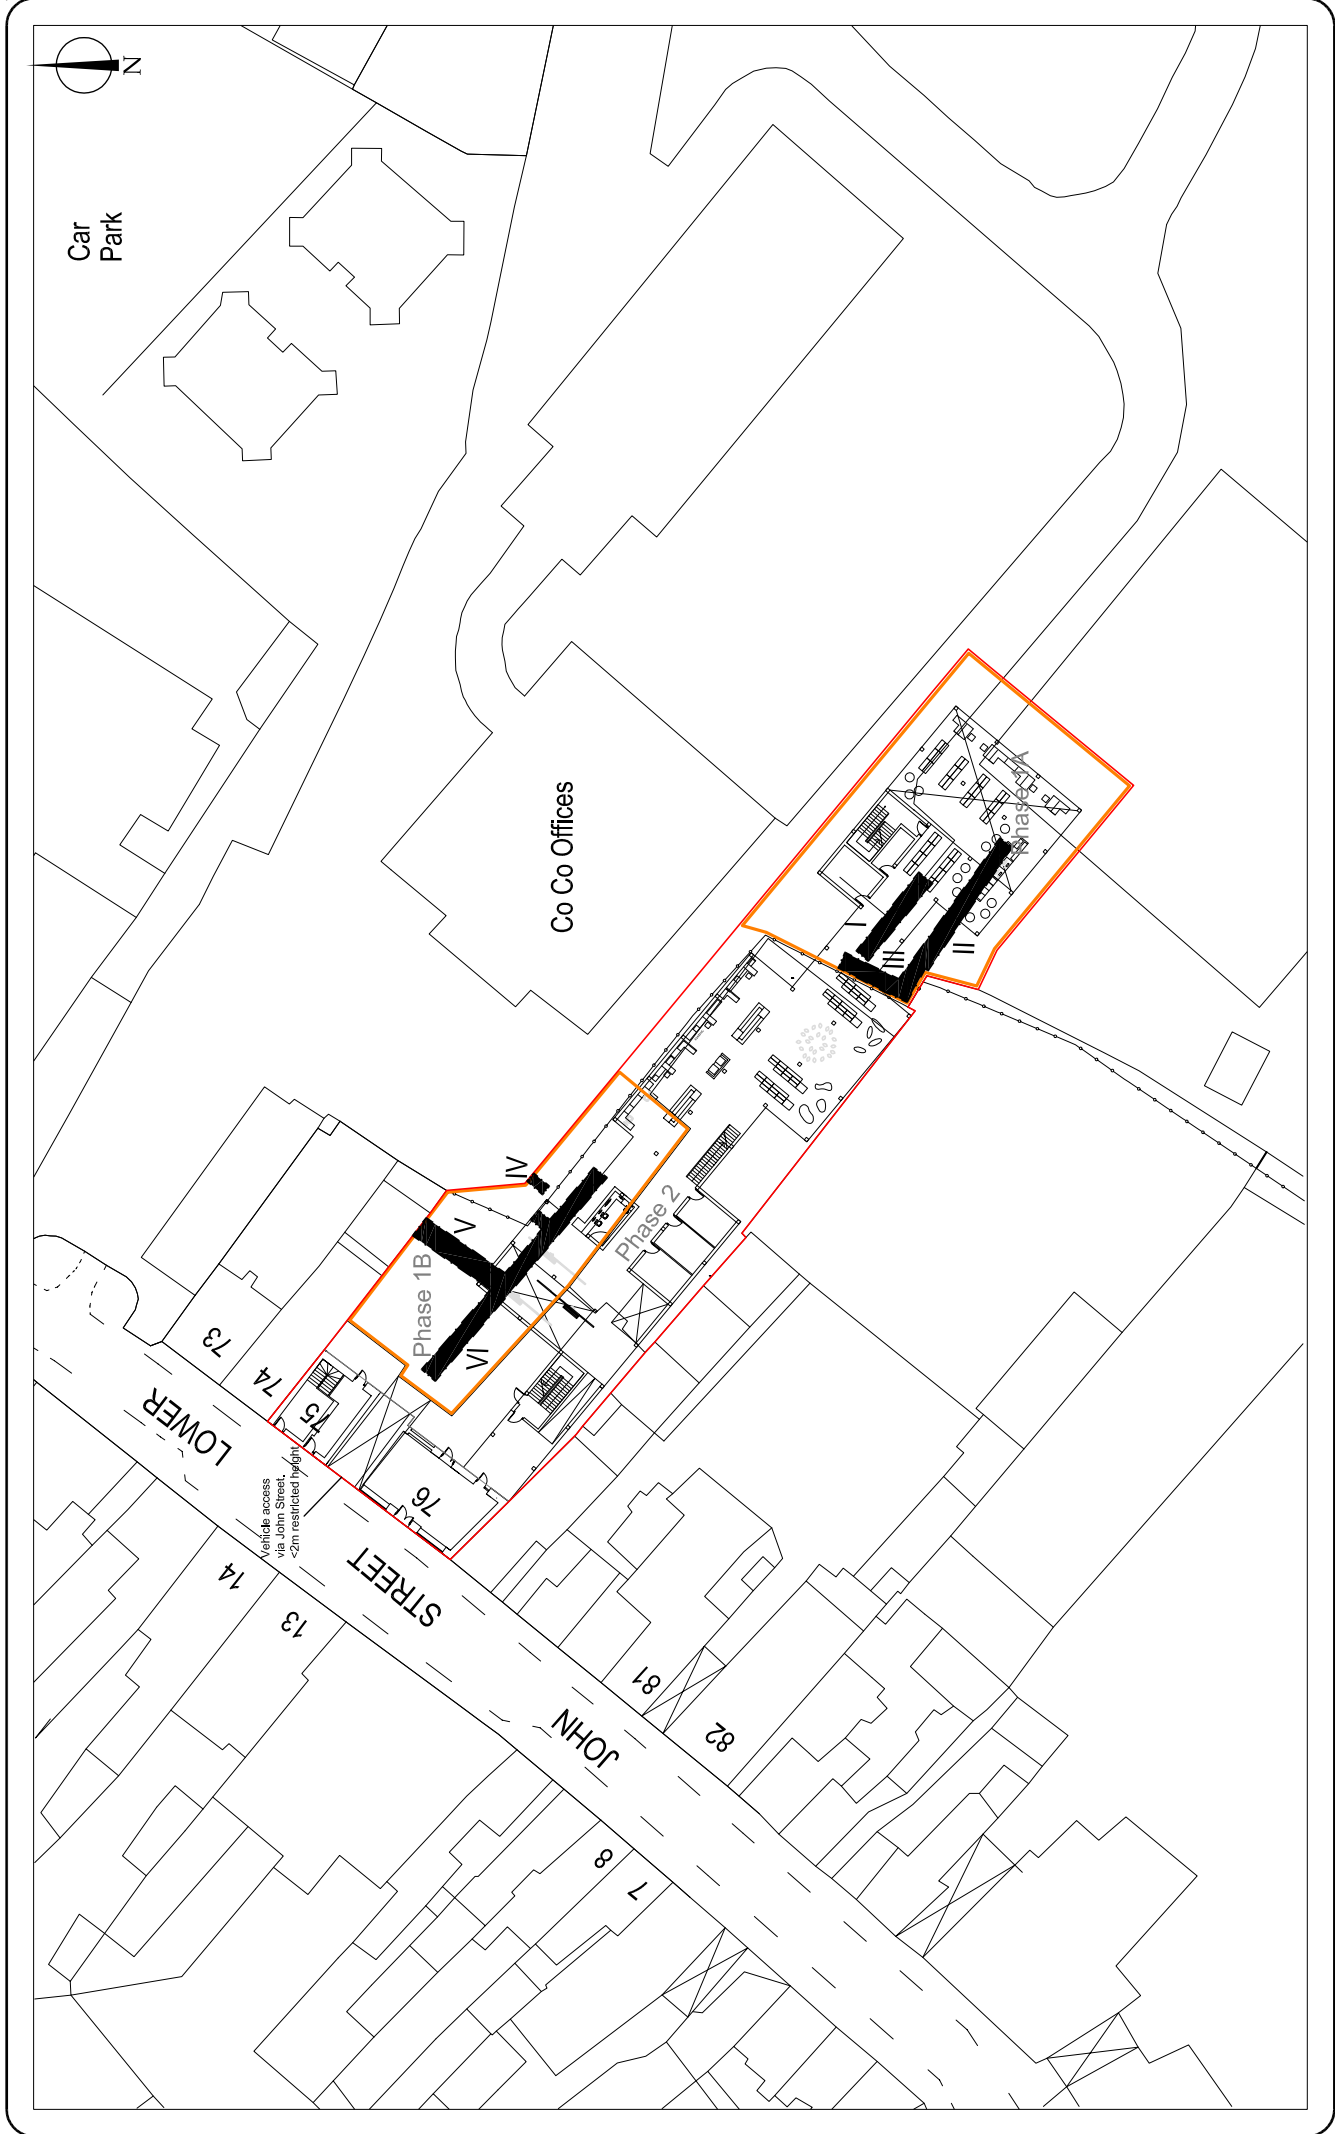 N
Car
Park
Co Co Offices
Phase 1A
I
III
II
IV
V
Phase 1B
VI
Phase 2
73
74
75
76
LOWER
Vehicle access
via John Street.
<2m restricted height
STREET
14
13
81
JOHN
82
8
7